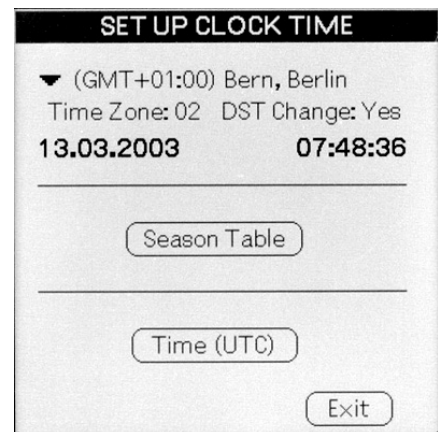 SET UP CLOCK TIME
(GMT+01:00) Bern, Berlin
Time Zone: 02 DST Change: Yes
13.03.2003 07:48:36
Season Table
Time (UTC)
Exit